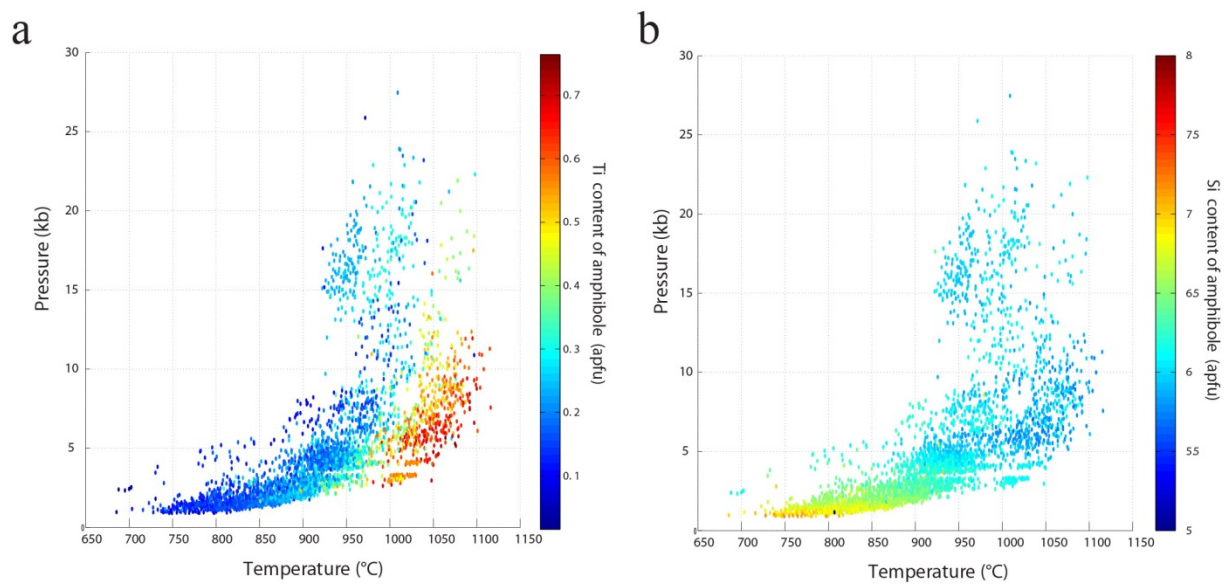 a
30
25
20
15
10
5
0
650 700 750 800 850 900 950 1000 1050 1100 1150
Temperature (°C)
Pressure (kb)
0.7
0.6
0.5
0.4
0.3
0.2
0.1
Ti content of amphibole (apfu)
b
30
25
20
15
10
5
0
650 700 750 800 850 900 950 1000 1050 1100 1150
Temperature (°C)
Pressure (kb)
8
75
7
65
6
55
5
Si content of amphibole (apfu)